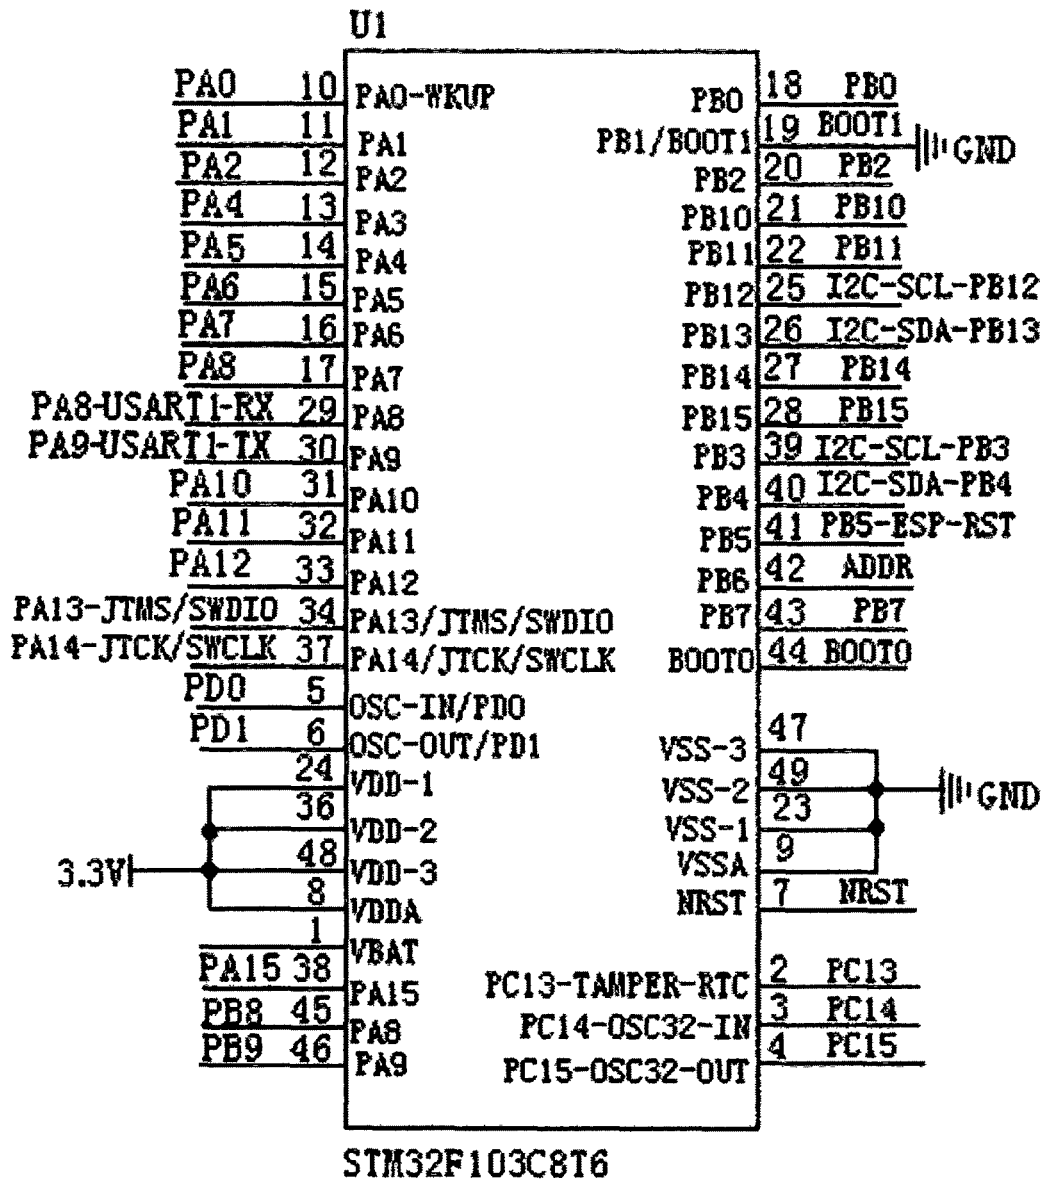 U1
PA0 10 PA0-WKUP PB0 18 PB0
PA1 11 PA1 PB1/BOOT1 19 BOOT1 GND
PA2 12 PA2 PB2 20 PB2
PA4 13 PA3 PB10 21 PB10
PA5 14 PA4 PB11 22 PB11
PA6 15 PA5 PB12 25 I2C-SCL-PB12
PA7 16 PA6 PB13 26 I2C-SDA-PB13
PA8 17 PA7 PB14 27 PB14
PA8-USART1-RX 29 PA8 PB15 28 PB15
PA9-USART1-TX 30 PA9 PB3 39 I2C-SCL-PB3
PA10 31 PA10 PB4 40 I2C-SDA-PB4
PA11 32 PA11 PB5 41 PB5-ESP-RST
PA12 33 PA12 PB6 42 ADDR
PA13-JTMS/SWDIO 34 PA13/JTMS/SWDIO PB7 43 PB7
PA14-JTCK/SWCLK 37 PA14/JTCK/SWCLK BOOT0 44 BOOT0
PD0 5 OSC-IN/PD0
PD1 6 OSC-OUT/PD1 VSS-3 47
24 VDD-1 VSS-2 49 GND
36 VDD-2 VSS-1 23
3.3V 48 VDD-3 VSSA 9
8 VDDA NRST 7 NRST
1 VBAT
PA15 38 PA15 PC13-TAMPER-RTC 2 PC13
PB8 45 PA8 PC14-OSC32-IN 3 PC14
PB9 46 PA9 PC15-OSC32-OUT 4 PC15
STM32F103C8T6